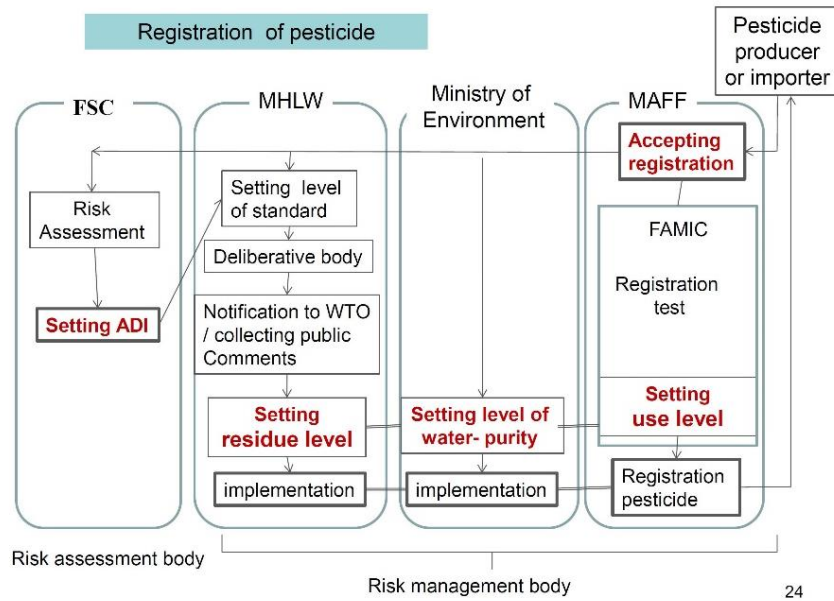 Registration of pesticide
Pesticide
producer
or importer
FSC
MHLW
Ministry of
Environment
MAFF
Accepting
registration
Risk
Assessment
Setting ADI
Setting level
of standard
Deliberative body
Notification to WTO
/ collecting public
Comments
Setting
residue level
implementation
Setting level of
water- purity
implementation
FAMIC
Registration
test
Setting
use level
Registration
pesticide
Risk assessment body
Risk management body
24